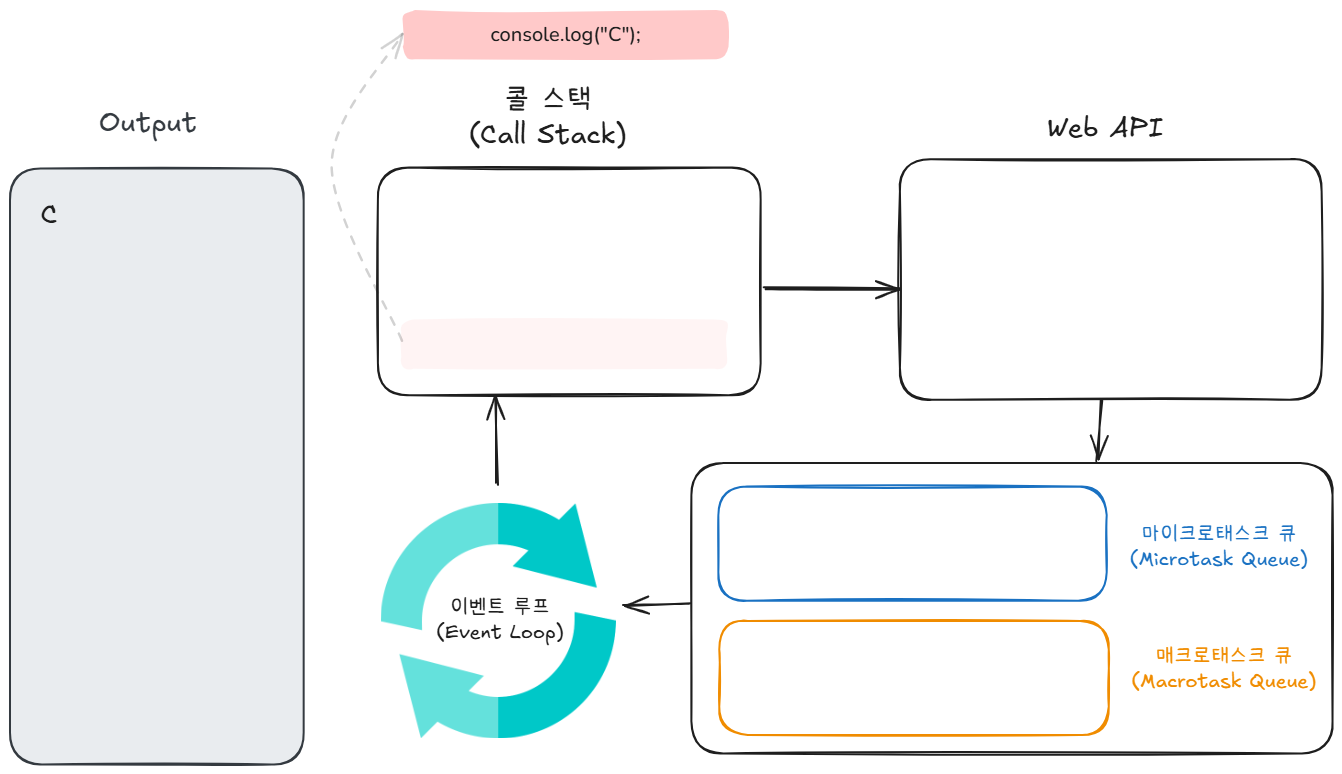 console.log("C");
콜 스택
(Call Stack)
Output
Web API
C
마이크로태스크 큐
(Microtask Queue)
이벤트 루프
(Event Loop)
매크로태스크 큐
(Macrotask Queue)